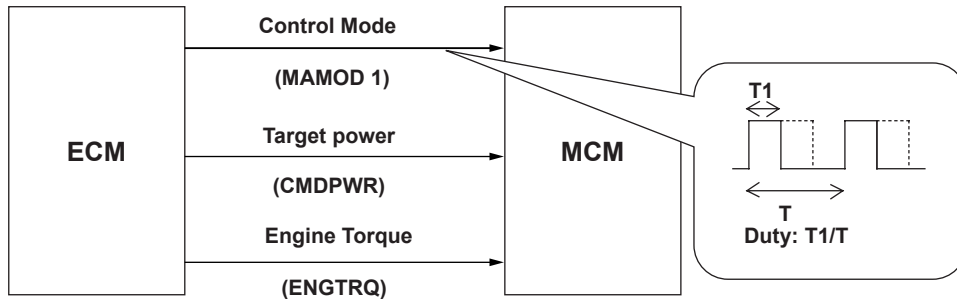 Control Mode
(MAMOD 1)
ECM
Target power
(CMDPWR)
MCM
Engine Torque
(ENGTRQ)
T1
T
Duty: T1/T